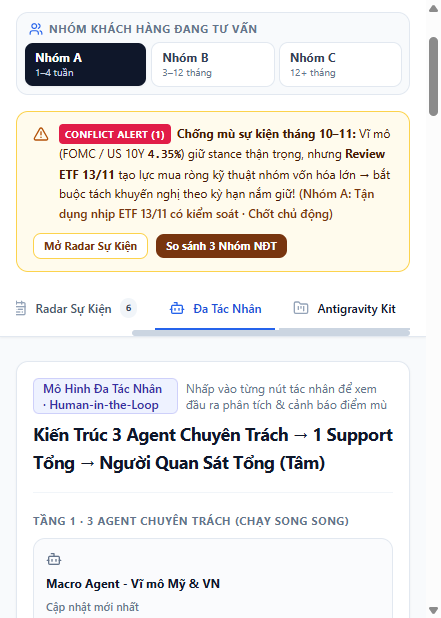 NHÓM KHÁCH HÀNG ĐANG TƯ VẤN
Nhóm A
1–4 tuần
Nhóm B
3–12 tháng
Nhóm C
12+ tháng
CONFLICT ALERT (1) Chống mù sự kiện tháng 10–11: Vĩ mô
(FOMC / US 10Y 4.35%) giữ stance thận trọng, nhưng Review
ETF 13/11 tạo lực mua ròng kỹ thuật nhóm vốn hóa lớn → bắt
buộc tách khuyến nghị theo kỳ hạn nắm giữ! (Nhóm A: Tận
dụng nhịp ETF 13/11 có kiểm soát · Chốt chủ động)
Mở Radar Sự Kiện
So sánh 3 Nhóm NĐT
Radar Sự Kiện 6
Đa Tác Nhân
Antigravity Kit
Mô Hình Đa Tác Nhân
· Human-in-the-Loop
Nhấp vào từng nút tác nhân để xem
đầu ra phân tích & cảnh báo điểm mù
Kiến Trúc 3 Agent Chuyên Trách → 1 Support
Tổng → Người Quan Sát Tổng (Tâm)
TẦNG 1 · 3 AGENT CHUYÊN TRÁCH (CHẠY SONG SONG)
Macro Agent - Vĩ mô Mỹ & VN
Cập nhật mới nhất